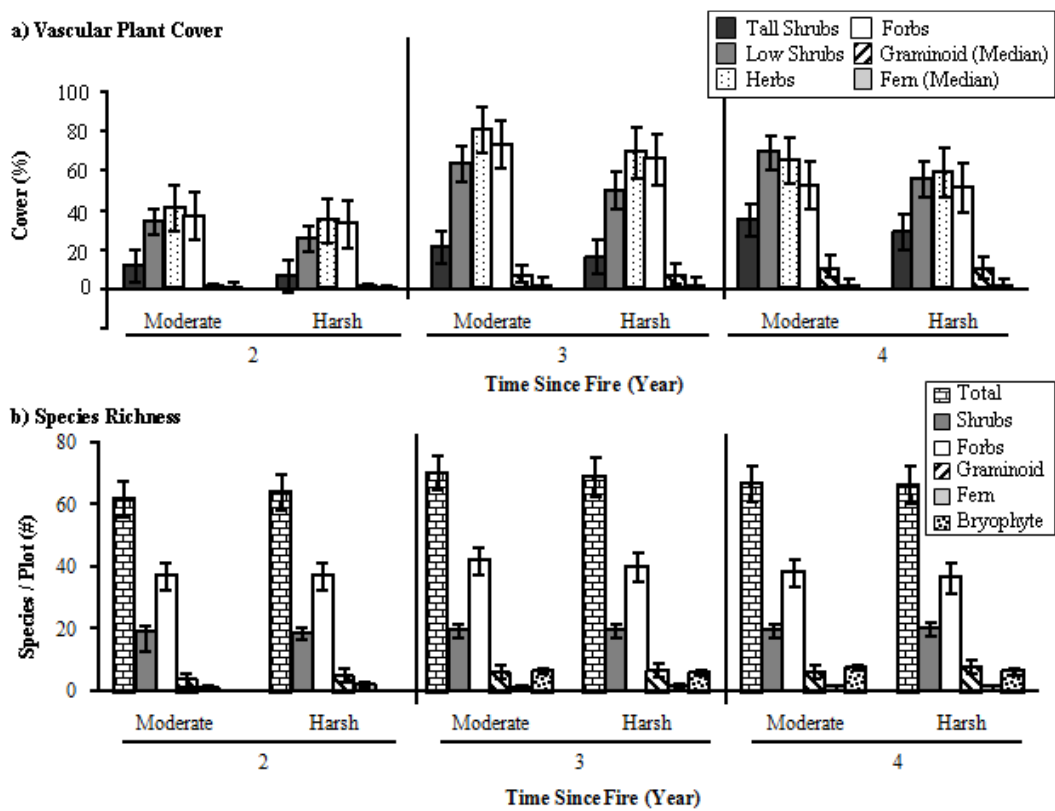 a) Vascular Plant Cover
Tall Shrubs
Forbs
Low Shrubs
Graminoid (Median)
Herbs
Fern (Median)
100
80
60
40
20
0
Cover (%)
Moderate
Harsh
Moderate
Harsh
Moderate
Harsh
2
3
4
Time Since Fire (Year)
b) Species Richness
Total
Shrubs
Forbs
Graminoid
Fern
Bryophyte
80
60
40
20
0
Species / Plot (#)
Moderate
Harsh
Moderate
Harsh
Moderate
Harsh
2
3
4
Time Since Fire (Year)